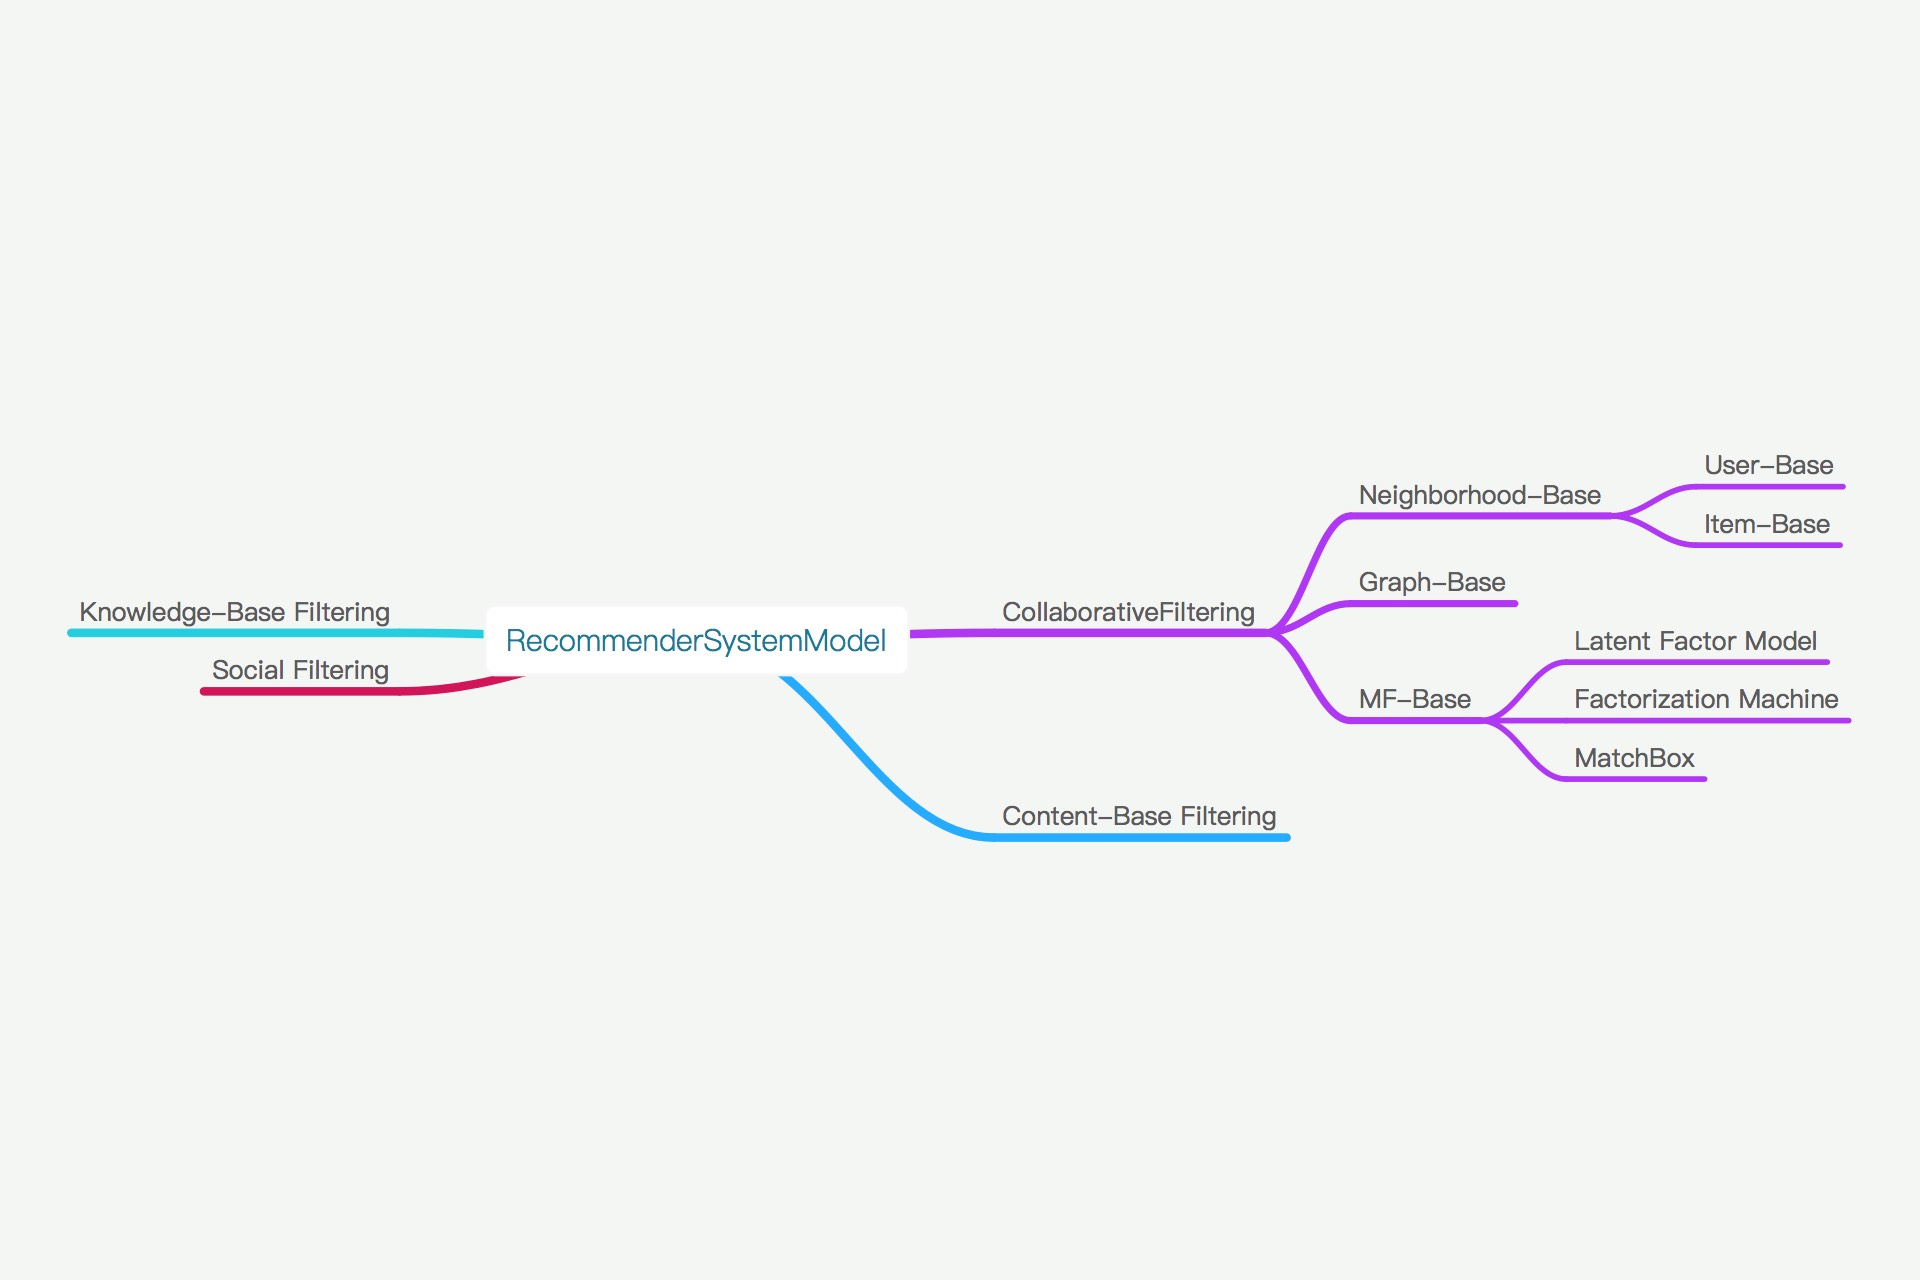 RecommenderSystemModel
Knowledge-Base Filtering
Social Filtering
CollaborativeFiltering
Neighborhood-Base
User-Base
Item-Base
Graph-Base
MF-Base
Latent Factor Model
Factorization Machine
MatchBox
Content-Base Filtering